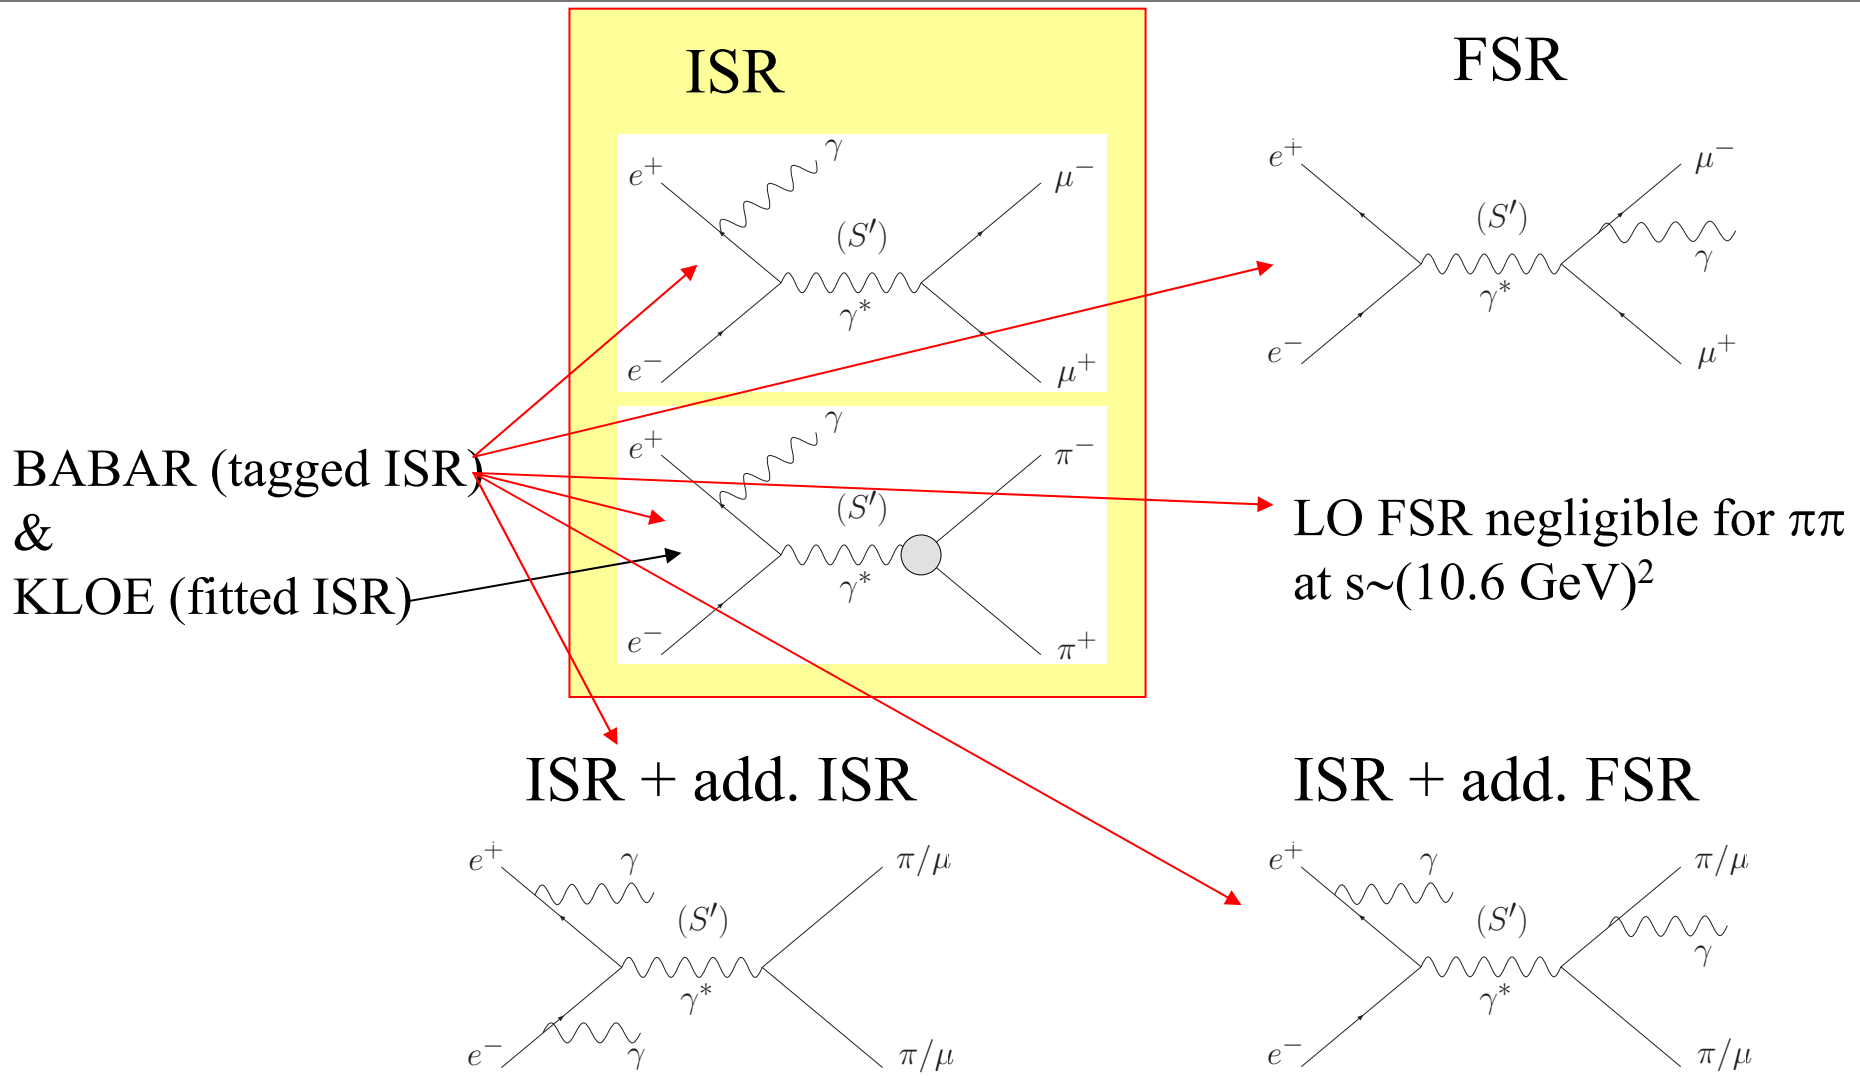 ISR
FSR
e⁺
γ
μ⁻
(S′)
γ*
e⁻
μ⁺
e⁺
μ⁻
(S′)
γ
γ*
e⁻
μ⁺
e⁺
γ
π⁻
(S′)
γ*
e⁻
π⁺
BABAR (tagged ISR)
&
KLOE (fitted ISR)
LO FSR negligible for ππ
at s~(10.6 GeV)²
ISR + add. ISR
e⁺
γ
π/μ
(S′)
γ*
e⁻
γ
π/μ
ISR + add. FSR
e⁺
γ
π/μ
(S′)
γ
γ*
e⁻
π/μ